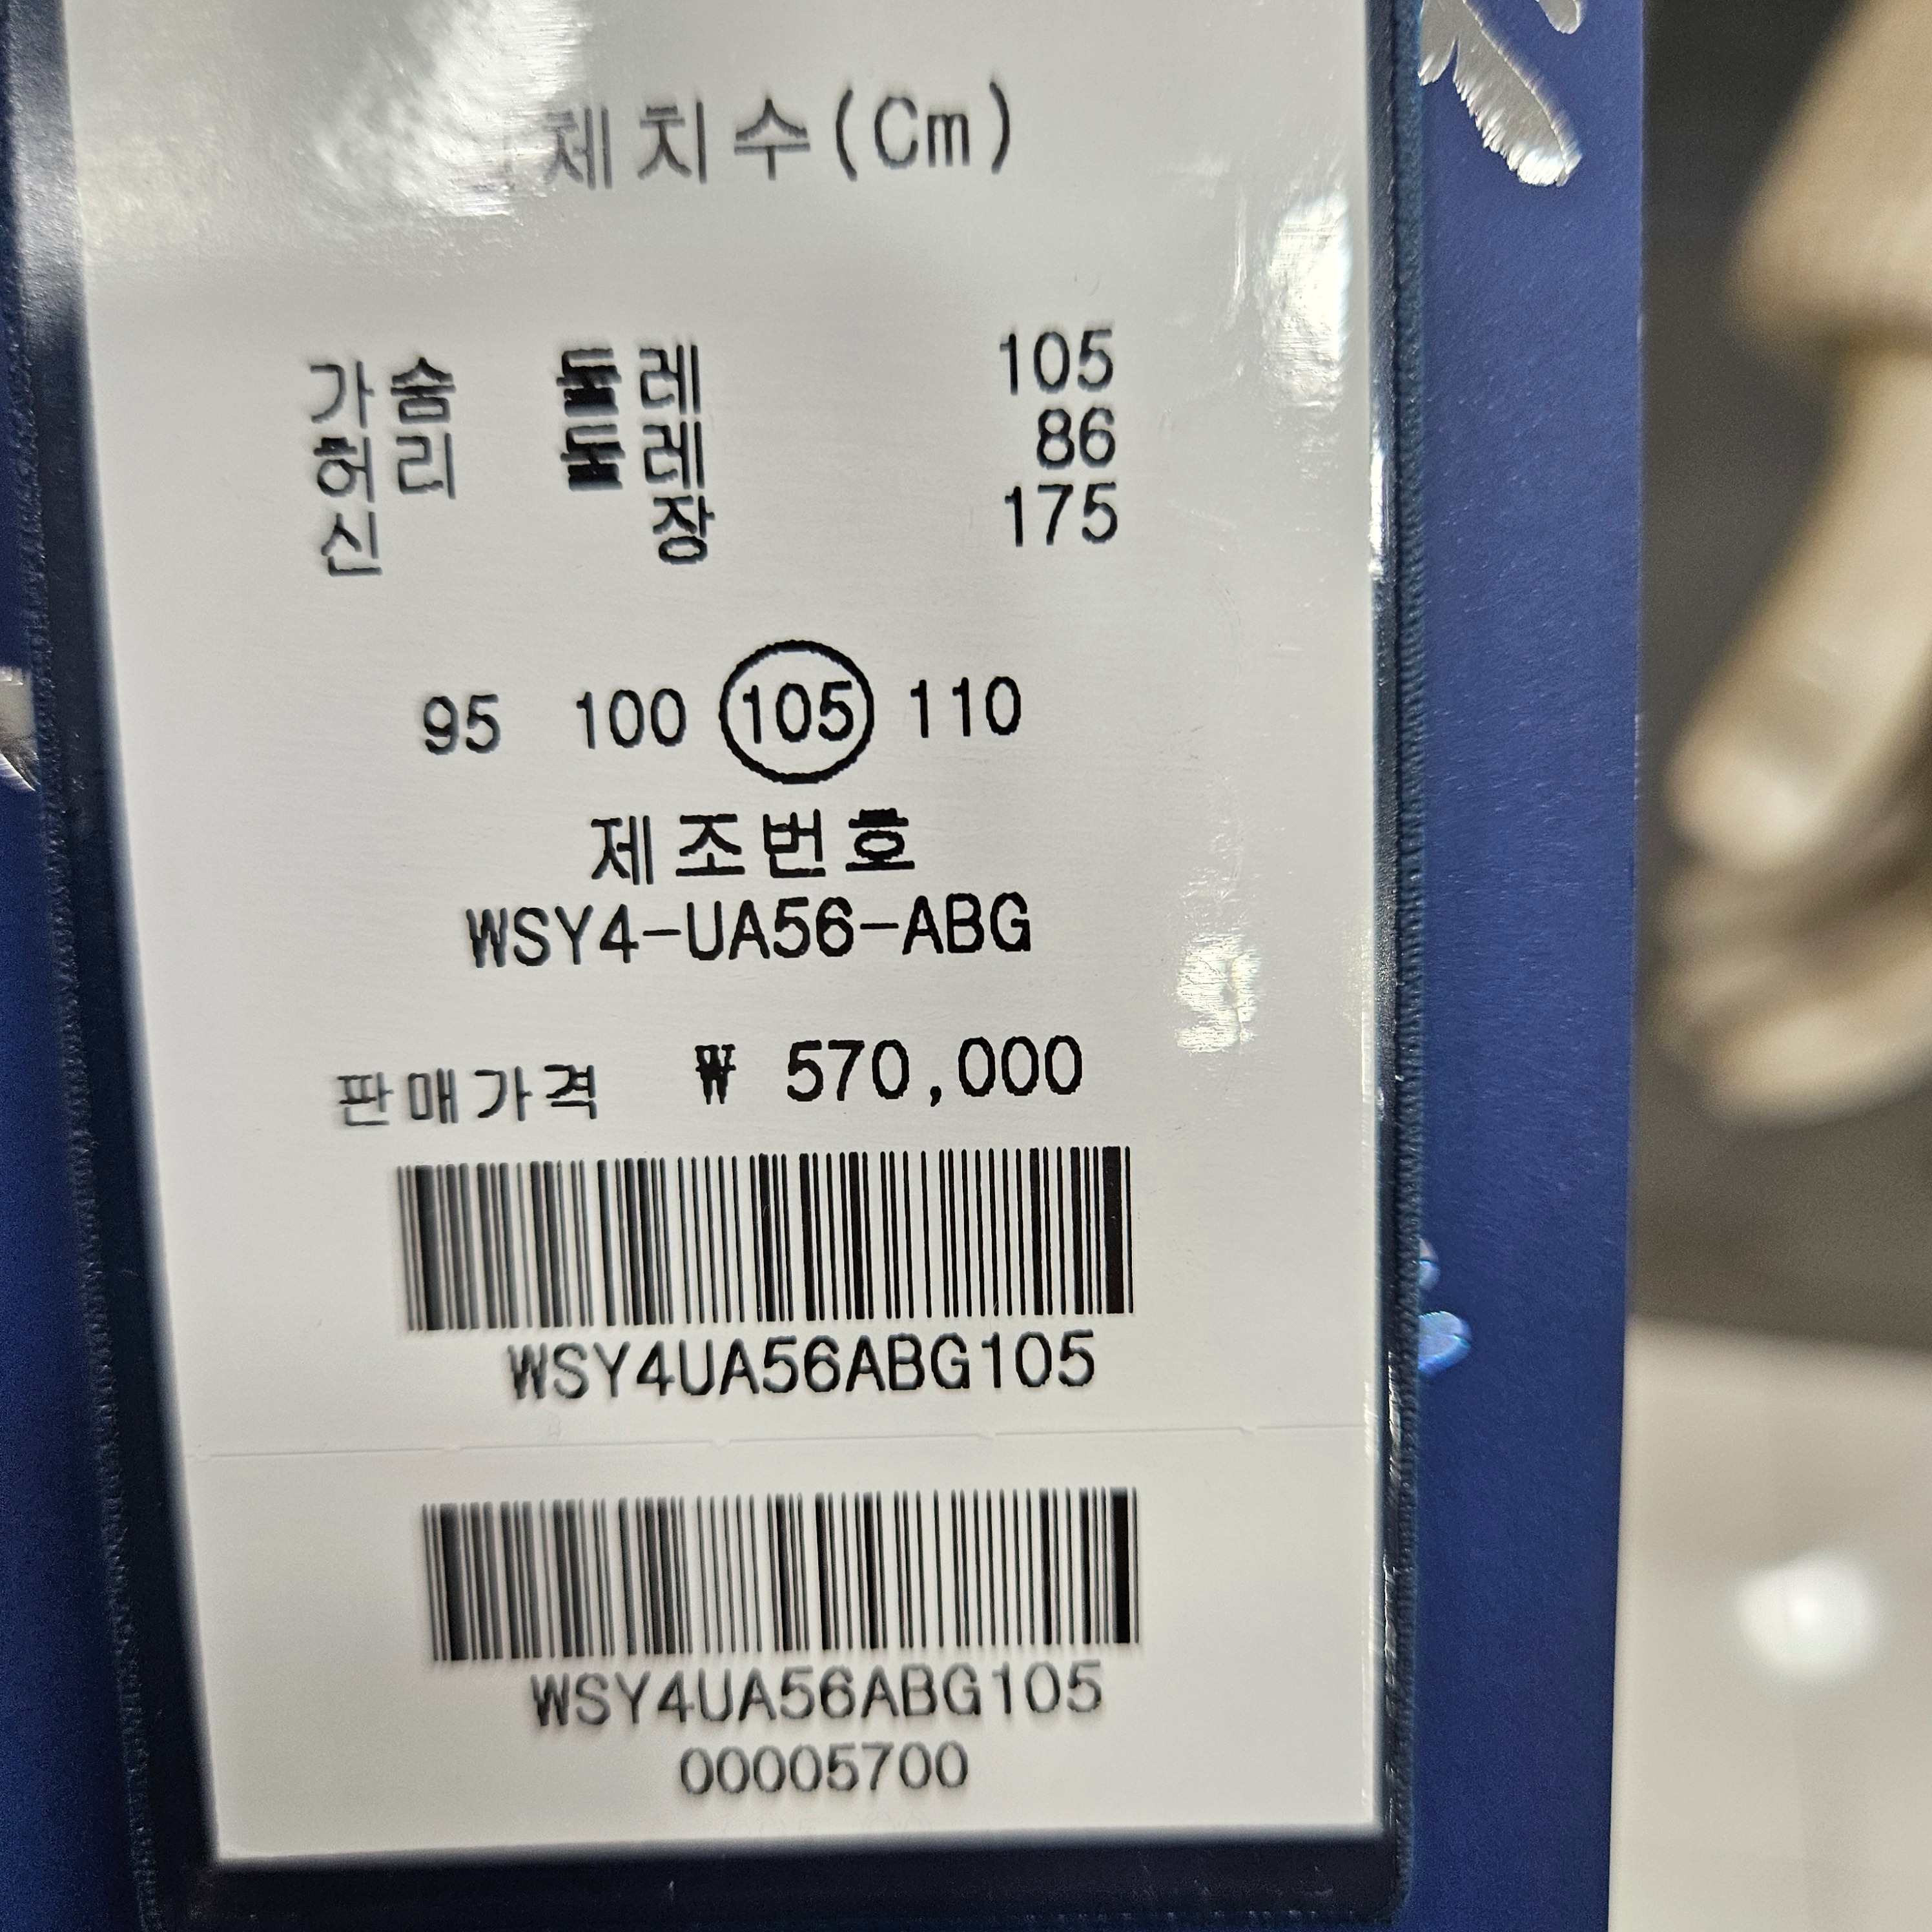 체치수(Cm)
가슴 둘레 105
허리 둘레 86
신 장 175
95 100 105 110
제조번호
WSY4-UA56-ABG
판매가격 ₩ 570,000
WSY4UA56ABG105
WSY4UA56ABG105
00005700